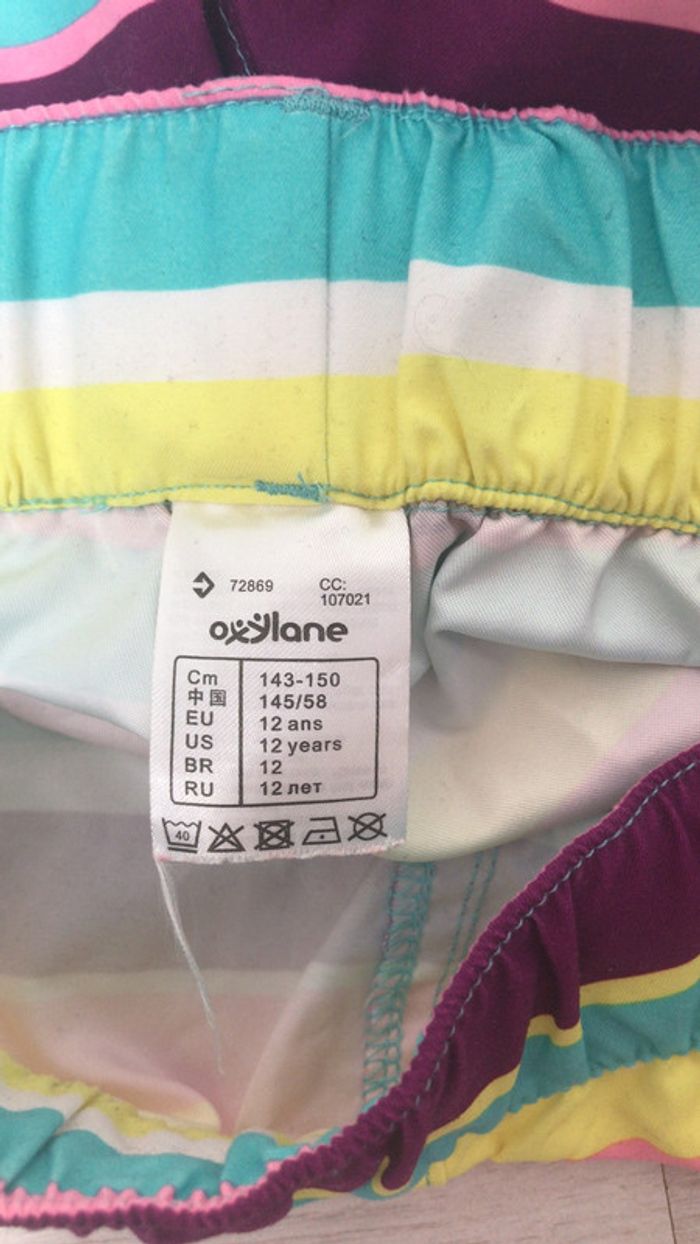 72869 CC:
107021
oxylane
Cm 143-150
中国 145/58
EU 12 ans
US 12 years
BR 12
RU 12 лет
40